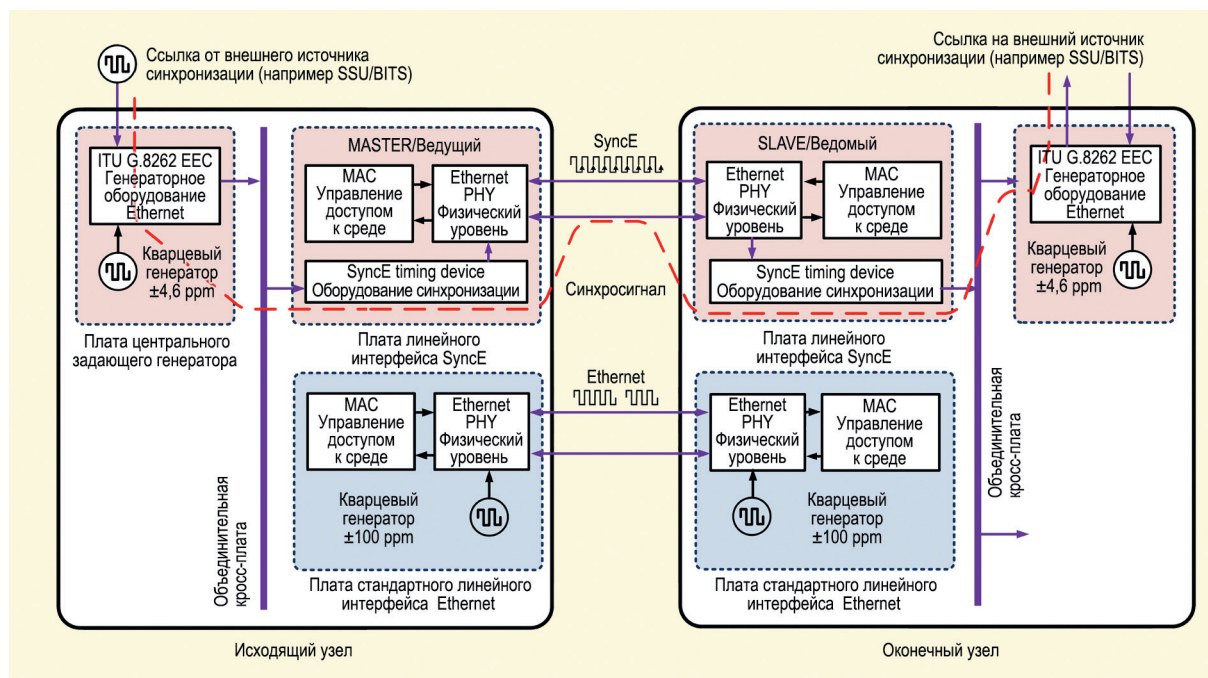 Ссылка от внешнего источника
синхронизации (например SSU/BITS)
Ссылка на внешний источник
синхронизации (например SSU/BITS)
ITU G.8262 EEC
Генераторное
оборудование
Ethernet
Кварцевый
генератор
±4,6 ppm
Плата центрального
задающего генератора
MASTER/Ведущий
MAC
Управление
доступом
к среде
Ethernet
PHY
Физический
уровень
SyncE timing device
Оборудование синхронизации
Плата линейного
интерфейса SyncE
SyncE
Синхросигнал
SLAVE/Ведомый
Ethernet
PHY
Физический
уровень
MAC
Управление
доступом
к среде
SyncE timing device
Оборудование синхронизации
Плата линейного
интерфейса SyncE
ITU G.8262 EEC
Генераторное
оборудование
Ethernet
Кварцевый
генератор
±4,6 ppm
Объединительная
кросс-плата
MAC
Управление
доступом
к среде
Ethernet
PHY
Физический
уровень
Кварцевый
генератор
±100 ppm
Плата стандартного линейного
интерфейса Ethernet
Ethernet
Ethernet
PHY
Физический
уровень
MAC
Управление
доступом
к среде
Кварцевый
генератор
±100 ppm
Плата стандартного линейного
интерфейса Ethernet
Объединительная
кросс-плата
Исходящий узел
Оконечный узел